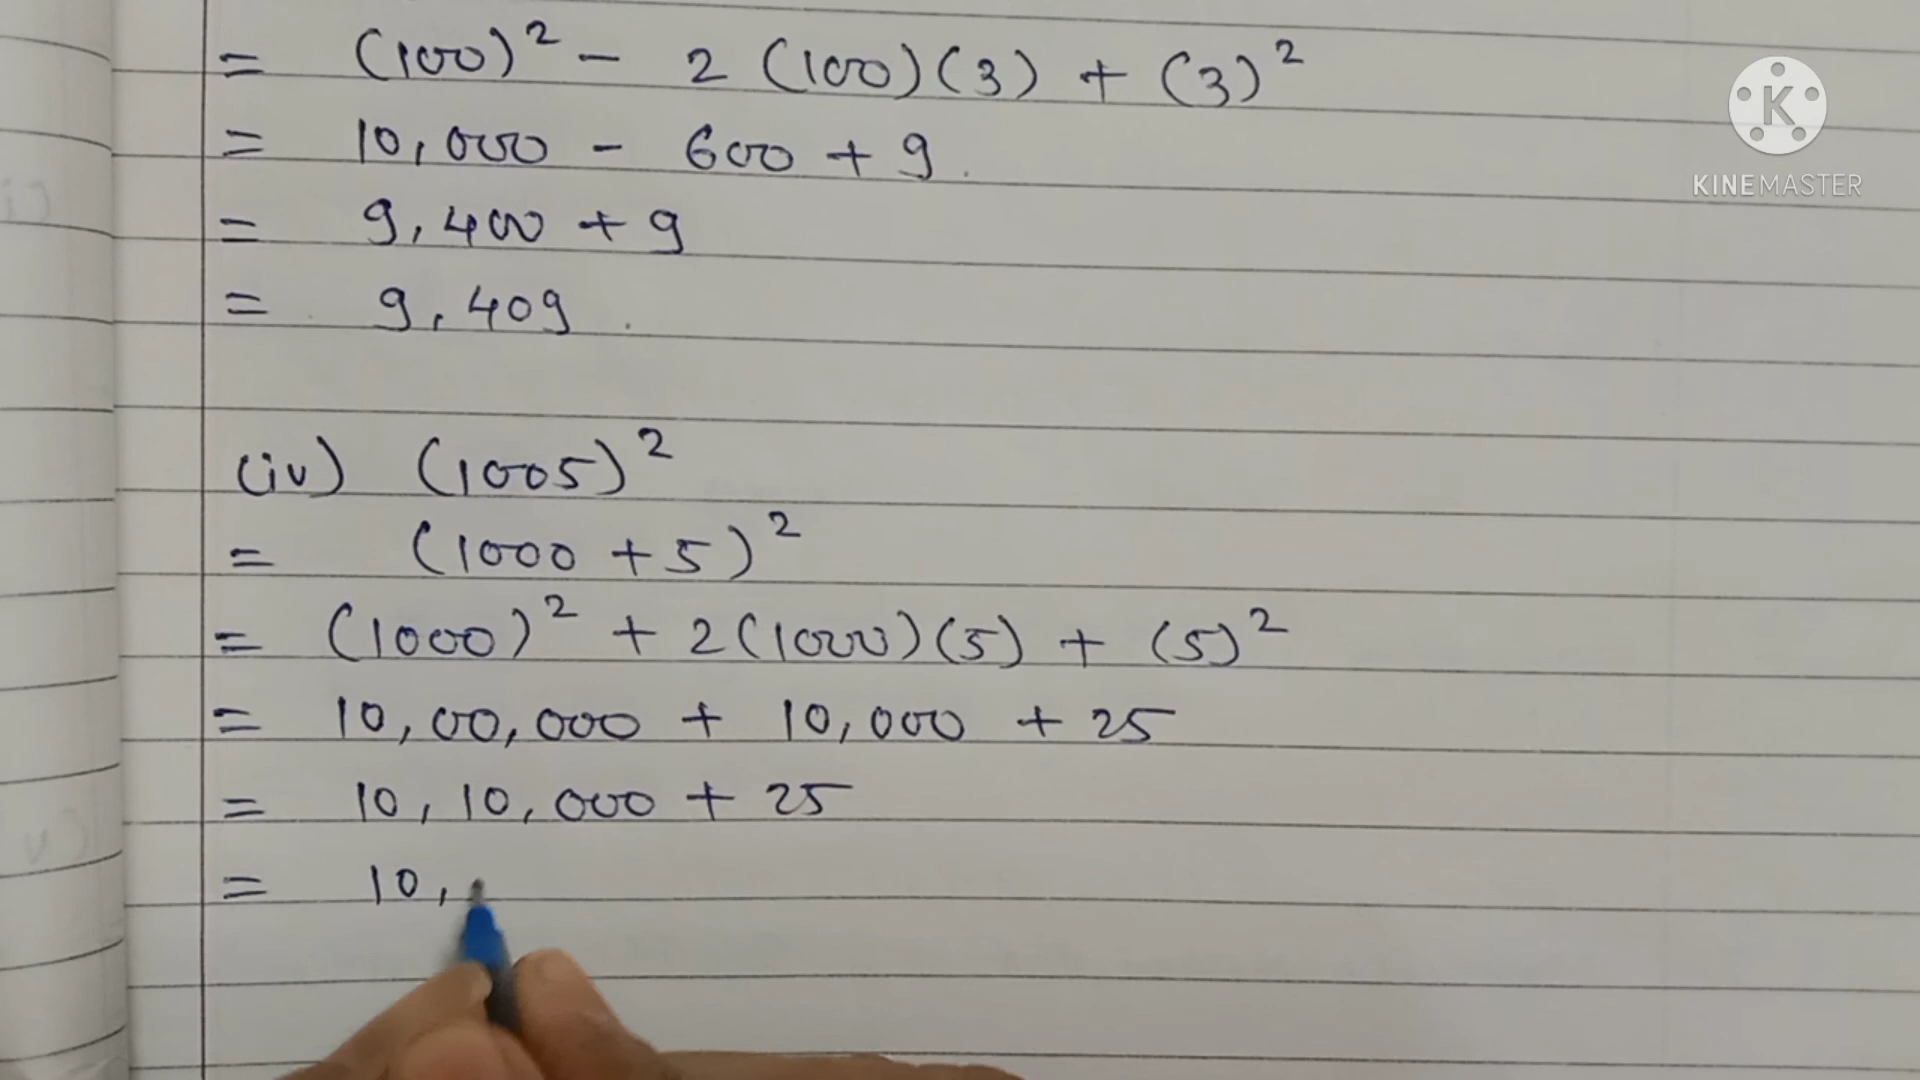 = (100)² - 2 (100)(3) + (3)²
= 10,000 - 600 + 9
= 9,400 + 9
= 9,409
(iv) (1005)²
= (1000 + 5)²
= (1000)² + 2(1000)(5) + (5)²
= 10,00,000 + 10,000 + 25
= 10,10,000 + 25
= 10,
K
KINEMASTER